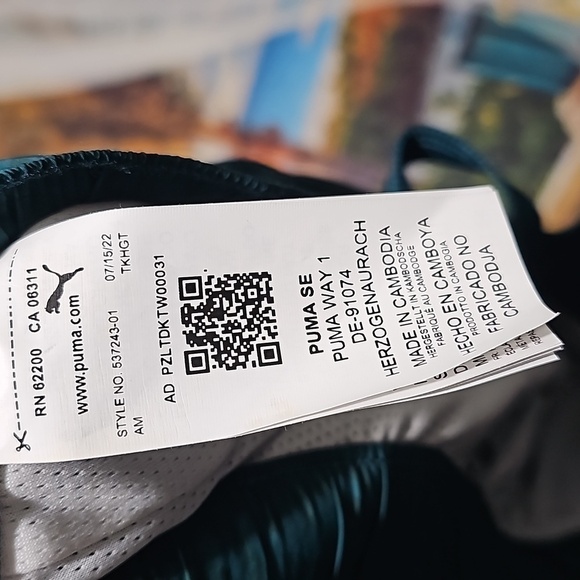 RN 62200 CA 08311
www.puma.com
STYLE NO. 537243-01 07/15/22
AM TKHGT
AD PZLTDKTW00031
PUMA SE
PUMA WAY 1
DE-91074
HERZOGENAURACH
MADE IN CAMBODIA
HERGESTELLT IN KAMBODSCHA
FABRIQUÉ AU CAMBODGE
HECHO EN CAMBOYA
PRODOTTO IN CAMBOGIA
FABRICADO NO
CAMBODJA